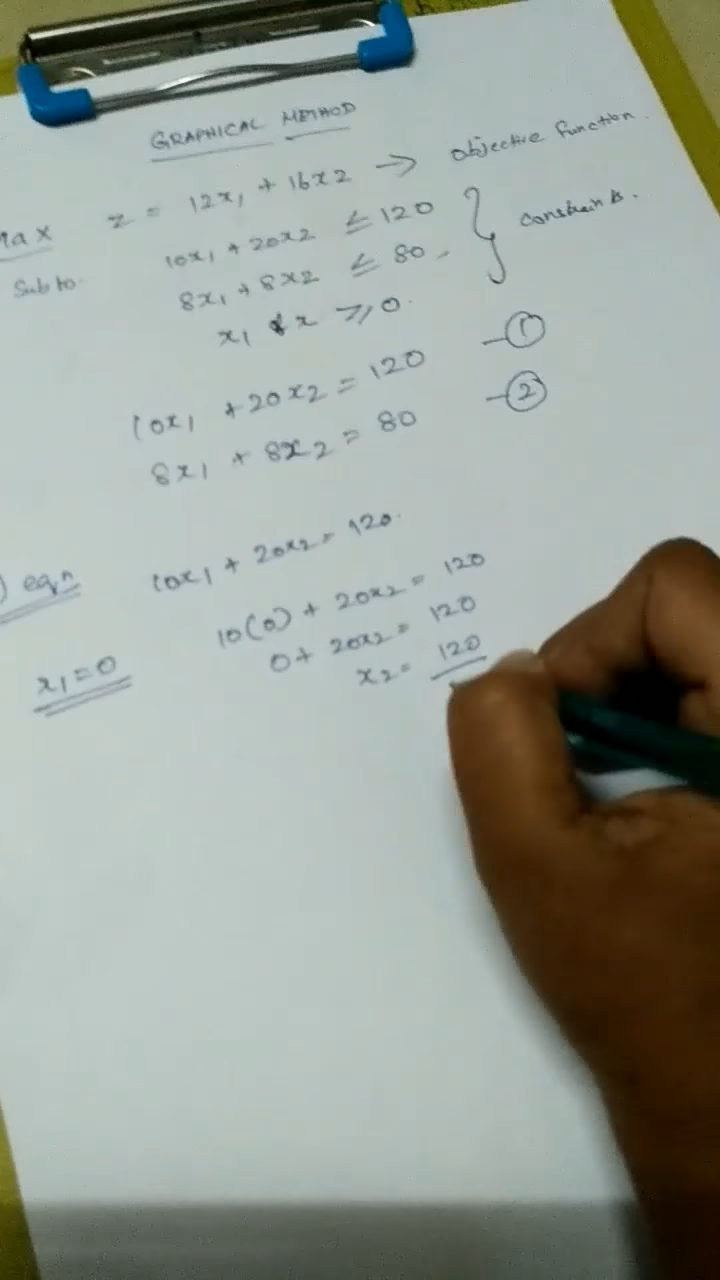 GRAPHICAL METHOD
Max z = 12x₁ + 16x2 → objective function.
Sub to. 10x₁ + 20x2 ≤ 120
8x₁ + 8x2 ≤ 80 } constraints.
x₁ & x ≥ 0.
10x₁ + 20x2 = 120 - ①
8x₁ + 8x2 = 80 - ②
) eqn 10x₁ + 20x2 = 120.
x₁ = 0 10(0) + 20x2 = 120
0 + 20x2 = 120
x2 = 120